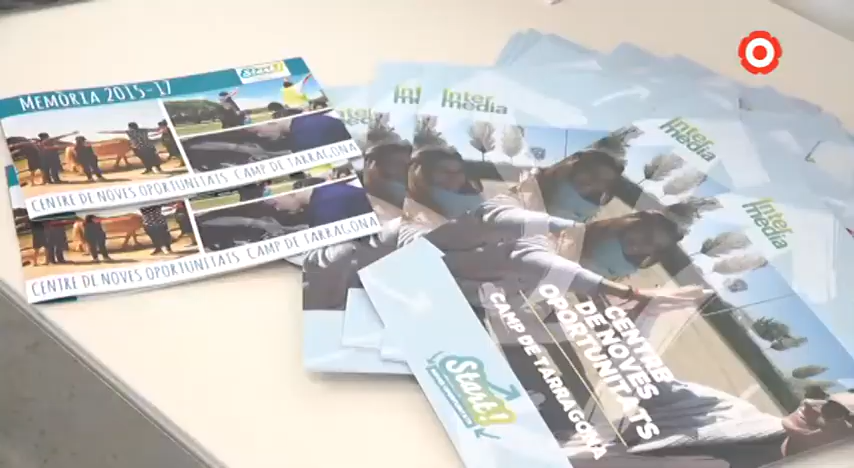 MEMÒRIA 2015-17
Start!
CENTRE DE NOVES OPORTUNITATS CAMP DE TARRAGONA
CENTRE DE NOVES OPORTUNITATS CAMP DE TARRAGONA
Inter
media
Inter
media
Inter
media
CENTRE
DE NOVES
OPORTUNITATS
CAMP DE TARRAGONA
Start!